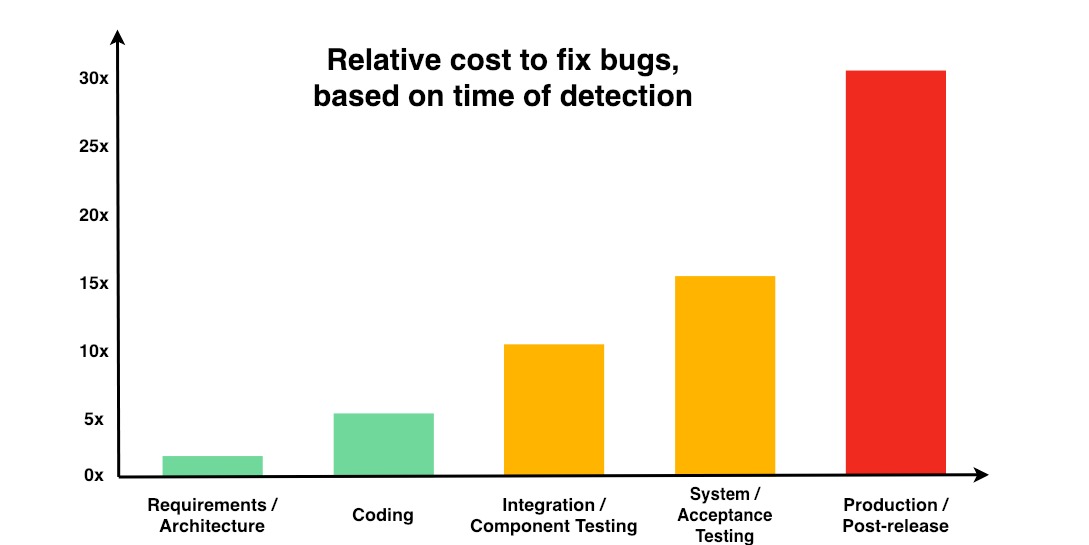 Relative cost to fix bugs,
based on time of detection
30x
25x
20x
15x
10x
5x
0x
Requirements /
Architecture
Coding
Integration /
Component Testing
System /
Acceptance
Testing
Production /
Post-release